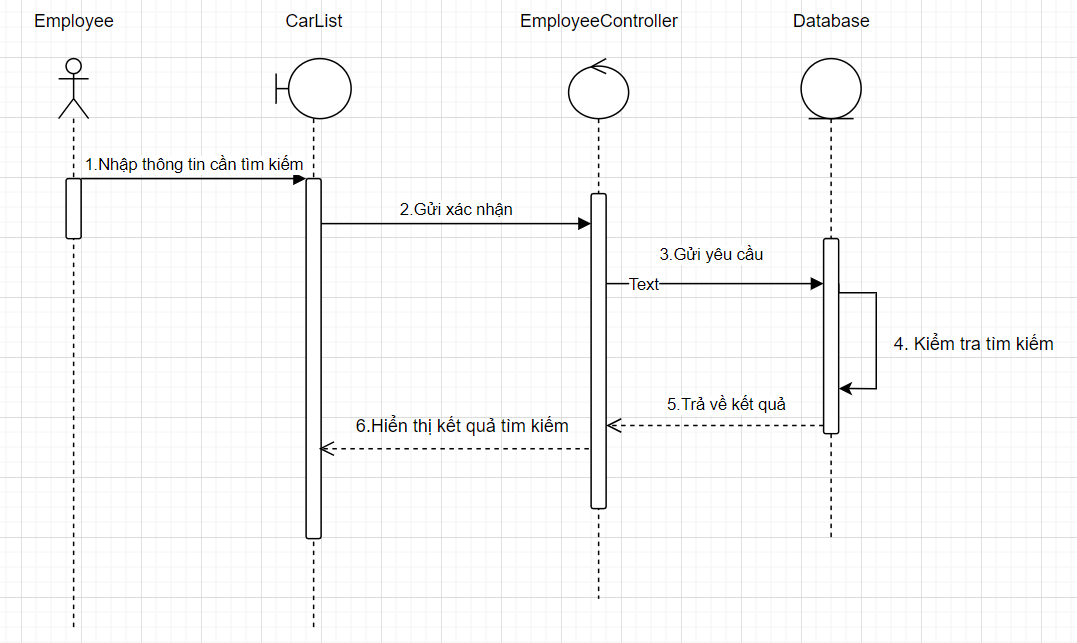 Employee
CarList
EmployeeController
Database
1.Nhập thông tin cần tìm kiếm
2.Gửi xác nhận
3.Gửi yêu cầu
Text
4. Kiểm tra tìm kiếm
5.Trả về kết quả
6.Hiển thị kết quả tìm kiếm